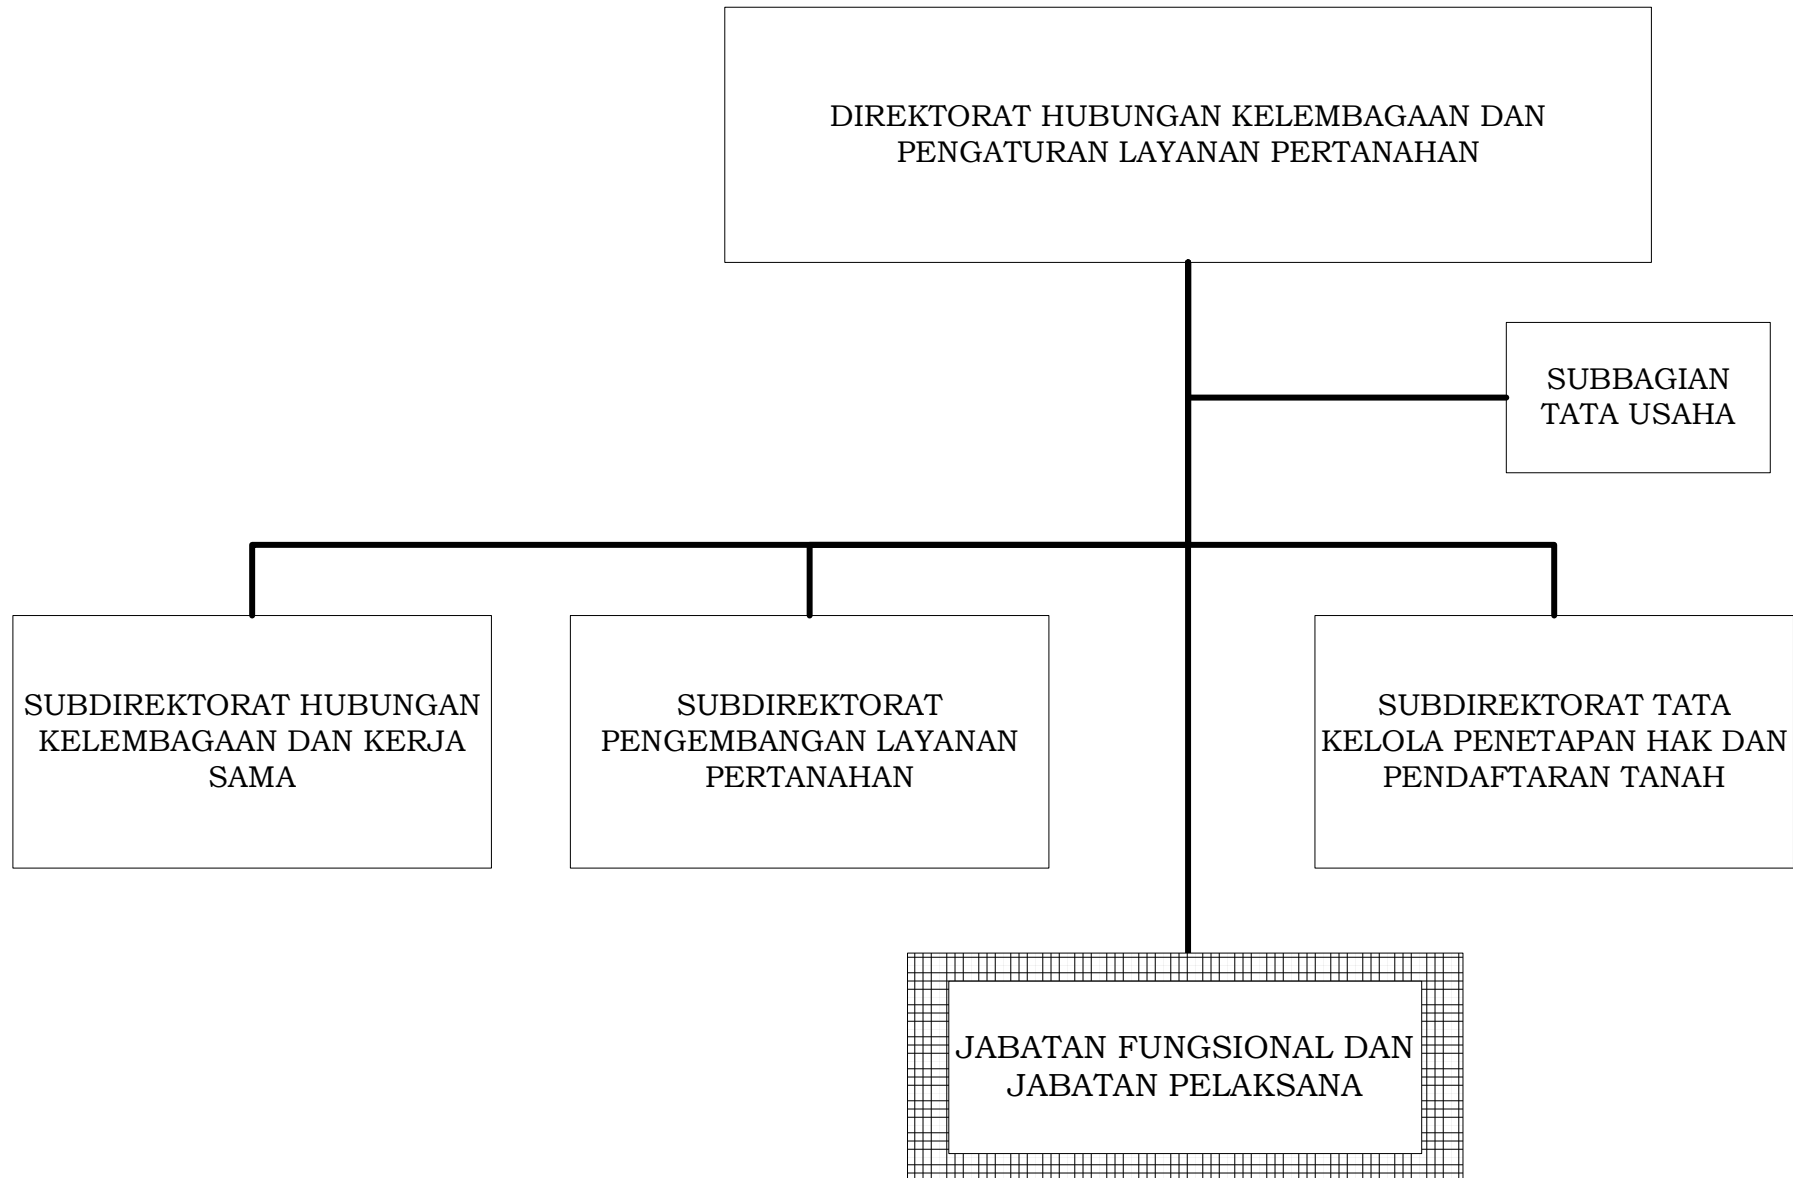 DIREKTORAT HUBUNGAN KELEMBAGAAN DAN
PENGATURAN LAYANAN PERTANAHAN
SUBBAGIAN
TATA USAHA
SUBDIREKTORAT HUBUNGAN
KELEMBAGAAN DAN KERJA
SAMA
SUBDIREKTORAT
PENGEMBANGAN LAYANAN
PERTANAHAN
SUBDIREKTORAT TATA
KELOLA PENETAPAN HAK DAN
PENDAFTARAN TANAH
JABATAN FUNGSIONAL DAN
JABATAN PELAKSANA